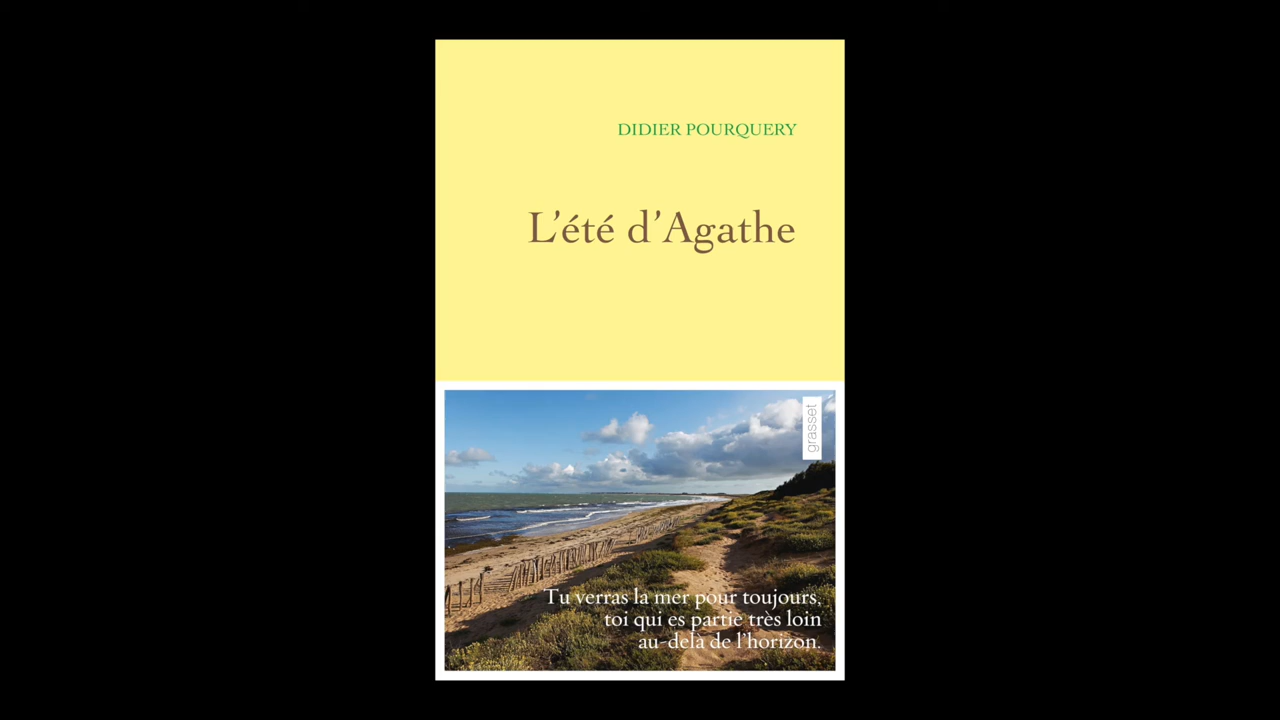 DIDIER POURQUERY
L’été d’Agathe
grasset
Tu verras la mer pour toujours,
toi qui es partie très loin
au-delà de l’horizon.